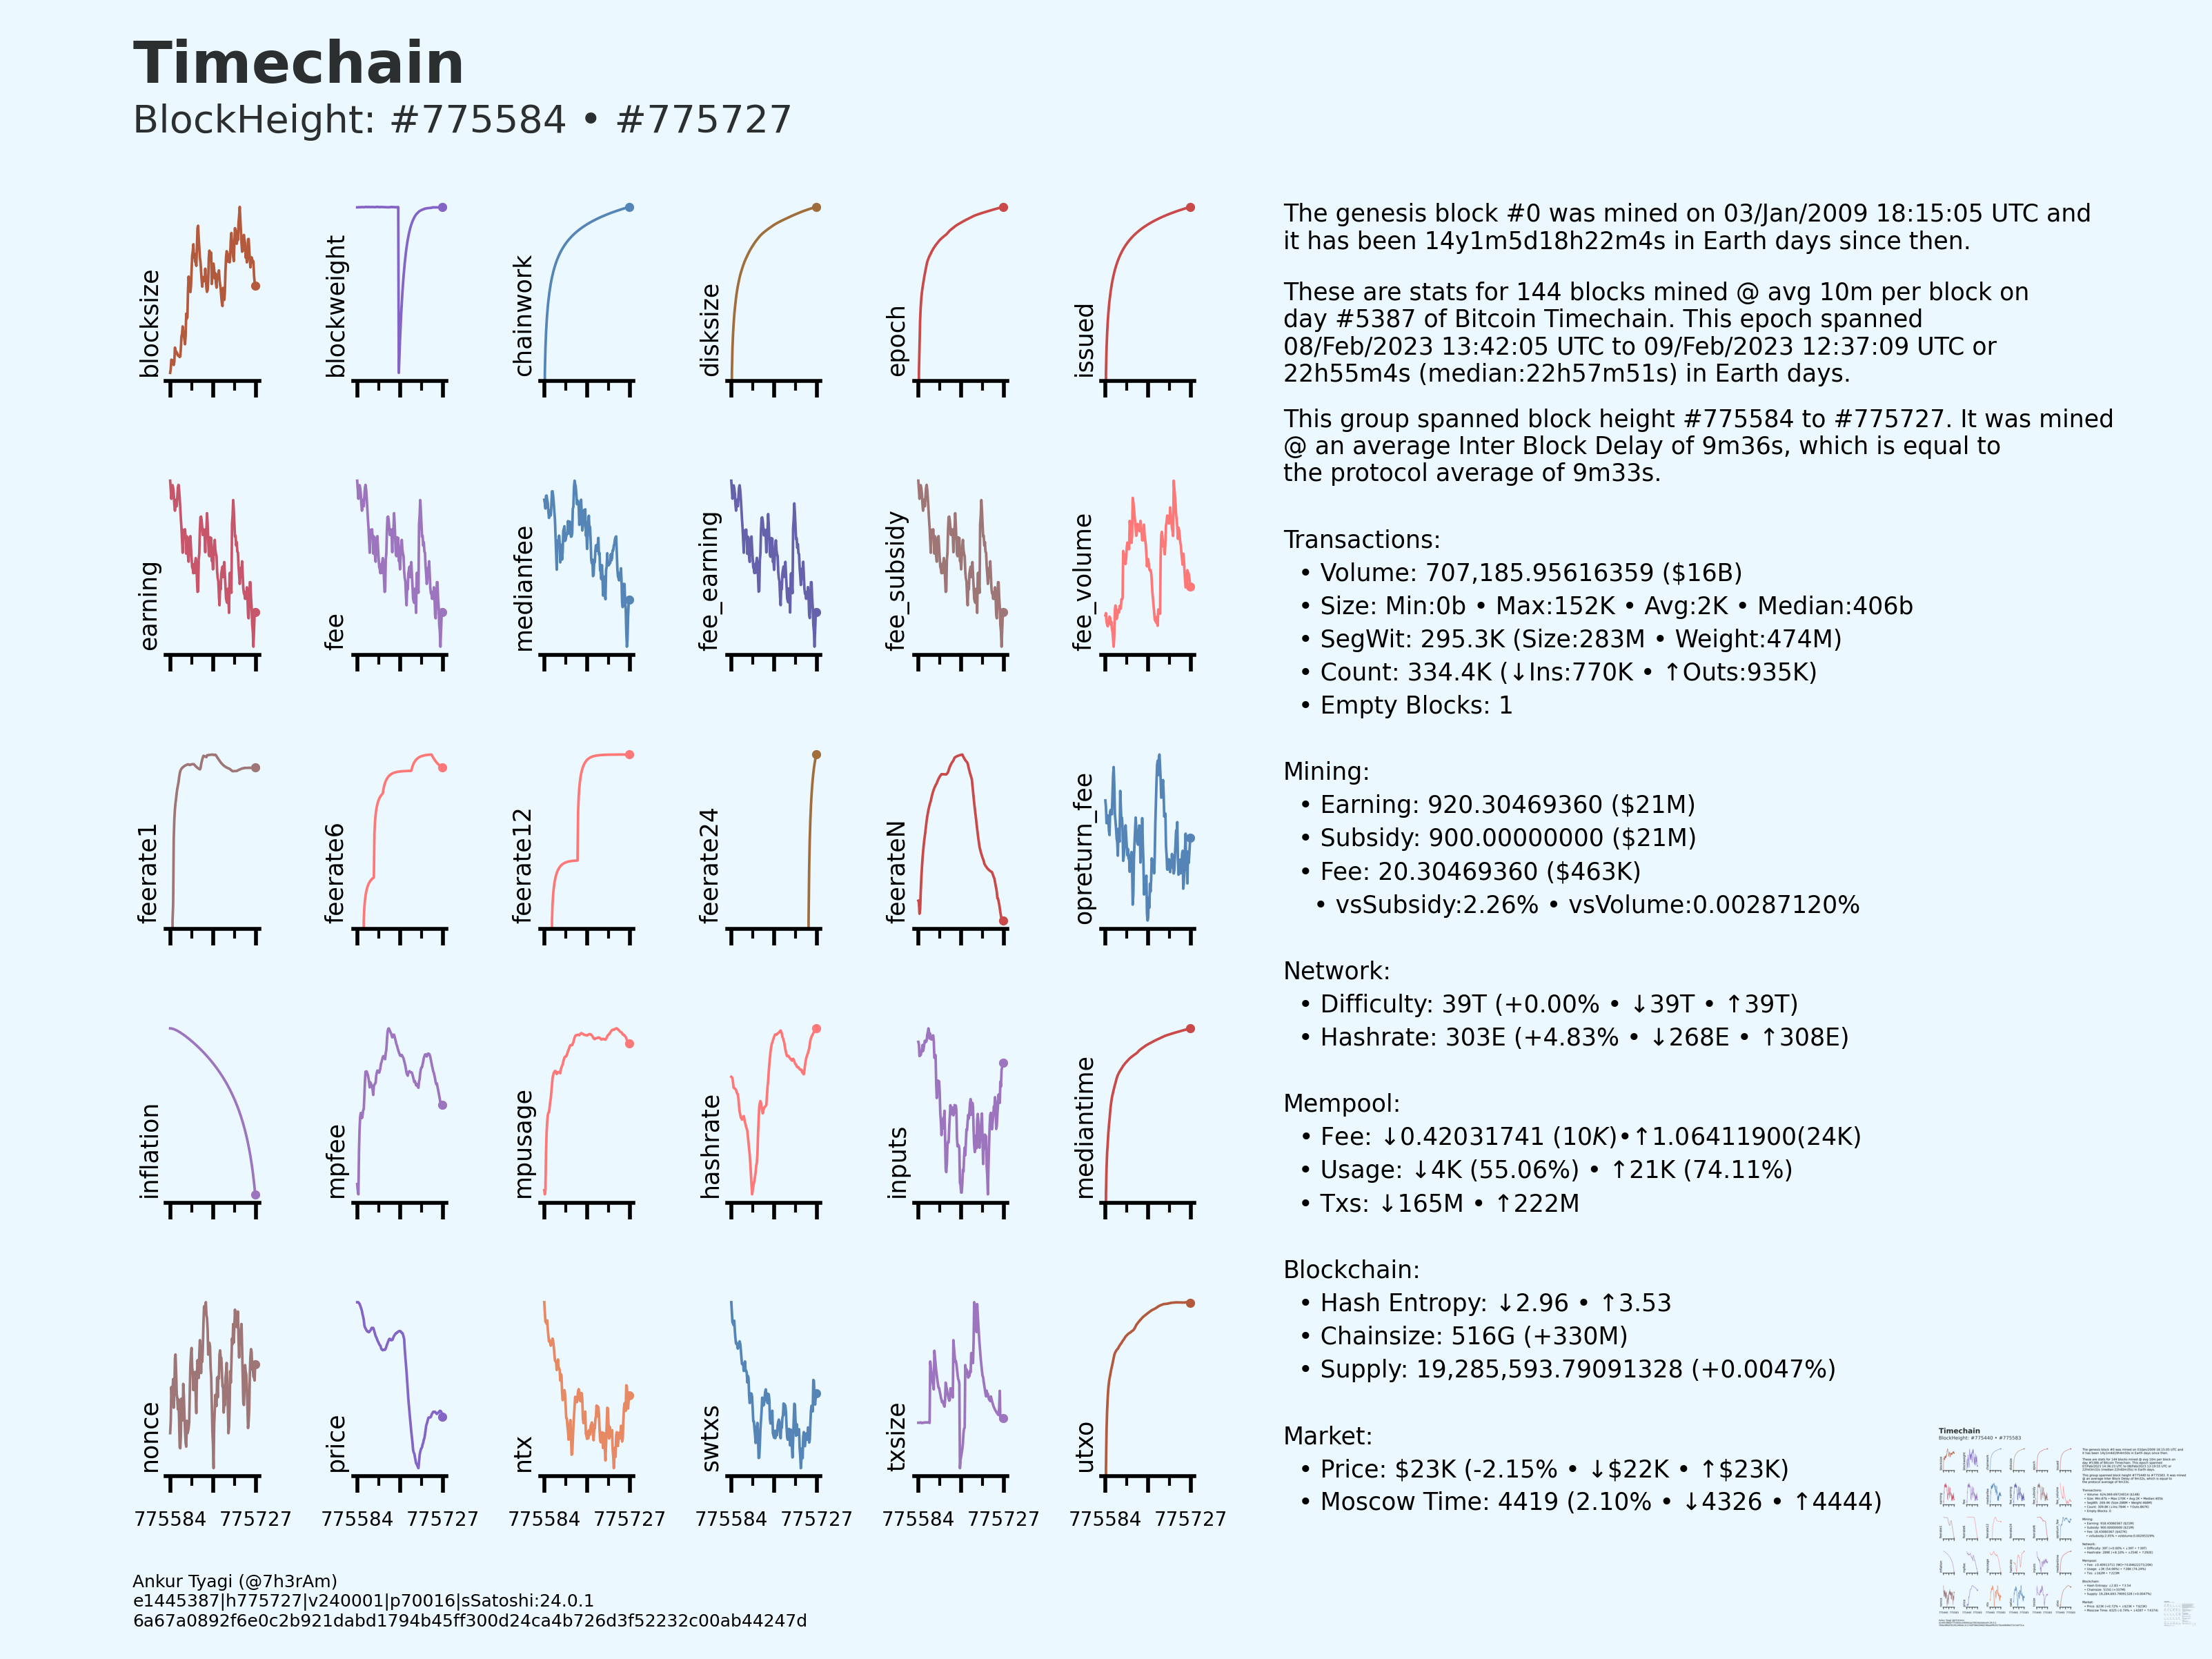 Timechain
BlockHeight: #775584 • #775727
blocksize
blockweight
chainwork
disksize
epoch
issued
earning
fee
medianfee
fee_earning
fee_subsidy
fee_volume
feerate1
feerate6
feerate12
feerate24
feerateN
opreturn_fee
inflation
mpfee
mpusage
hashrate
inputs
mediantime
nonce
price
ntx
swtxs
txsize
utxo
775584 775727 775584 775727 775584 775727 775584 775727 775584 775727 775584 775727
The genesis block #0 was mined on 03/Jan/2009 18:15:05 UTC and
it has been 14y1m5d18h22m4s in Earth days since then.
These are stats for 144 blocks mined @ avg 10m per block on
day #5387 of Bitcoin Timechain. This epoch spanned
08/Feb/2023 13:42:05 UTC to 09/Feb/2023 12:37:09 UTC or
22h55m4s (median:22h57m51s) in Earth days.
This group spanned block height #775584 to #775727. It was mined
@ an average Inter Block Delay of 9m36s, which is equal to
the protocol average of 9m33s.
Transactions:
• Volume: 707,185.95616359 ($16B)
• Size: Min:0b • Max:152K • Avg:2K • Median:406b
• SegWit: 295.3K (Size:283M • Weight:474M)
• Count: 334.4K (↓Ins:770K • ↑Outs:935K)
• Empty Blocks: 1
Mining:
• Earning: 920.30469360 ($21M)
• Subsidy: 900.00000000 ($21M)
• Fee: 20.30469360 ($463K)
• vsSubsidy:2.26% • vsVolume:0.00287120%
Network:
• Difficulty: 39T (+0.00% • ↓39T • ↑39T)
• Hashrate: 303E (+4.83% • ↓268E • ↑308E)
Mempool:
• Fee: ↓0.42031741 (10K)•↑1.06411900(24K)
• Usage: ↓4K (55.06%) • ↑21K (74.11%)
• Txs: ↓165M • ↑222M
Blockchain:
• Hash Entropy: ↓2.96 • ↑3.53
• Chainsize: 516G (+330M)
• Supply: 19,285,593.79091328 (+0.0047%)
Market:
• Price: $23K (-2.15% • ↓$22K • ↑$23K)
• Moscow Time: 4419 (2.10% • ↓4326 • ↑4444)
Ankur Tyagi (@7h3rAm)
e1445387|h775727|v240001|p70016|sSatoshi:24.0.1
6a67a0892f6e0c2b921dabd1794b45ff300d24ca4b726d3f52232c00ab44247d
Timechain
BlockHeight: #775440 • #775583